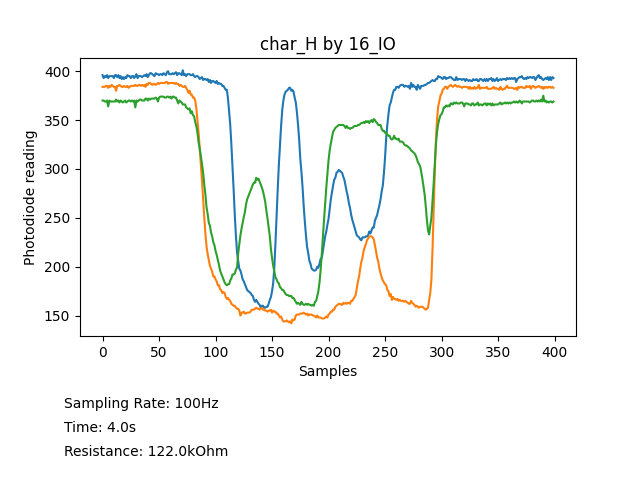 char_H by 16_IO
Photodiode reading
400
350
300
250
200
150
0 50 100 150 200 250 300 350 400
Samples
Sampling Rate: 100Hz
Time: 4.0s
Resistance: 122.0kOhm